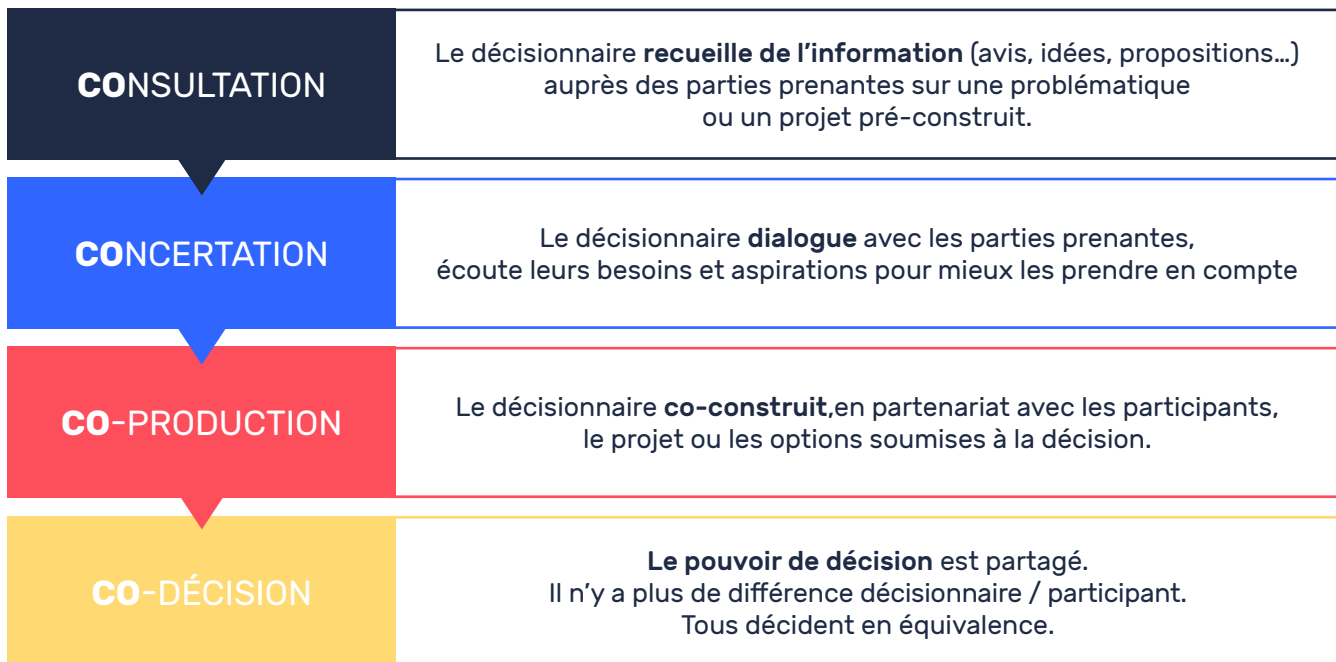 CONSULTATION
Le décisionnaire recueille de l'information (avis, idées, propositions...)
auprès des parties prenantes sur une problématique
ou un projet pré-construit.
CONCERTATION
Le décisionnaire dialogue avec les parties prenantes,
écoute leurs besoins et aspirations pour mieux les prendre en compte
CO-PRODUCTION
Le décisionnaire co-construit,en partenariat avec les participants,
le projet ou les options soumises à la décision.
CO-DÉCISION
Le pouvoir de décision est partagé.
Il n'y a plus de différence décisionnaire / participant.
Tous décident en équivalence.